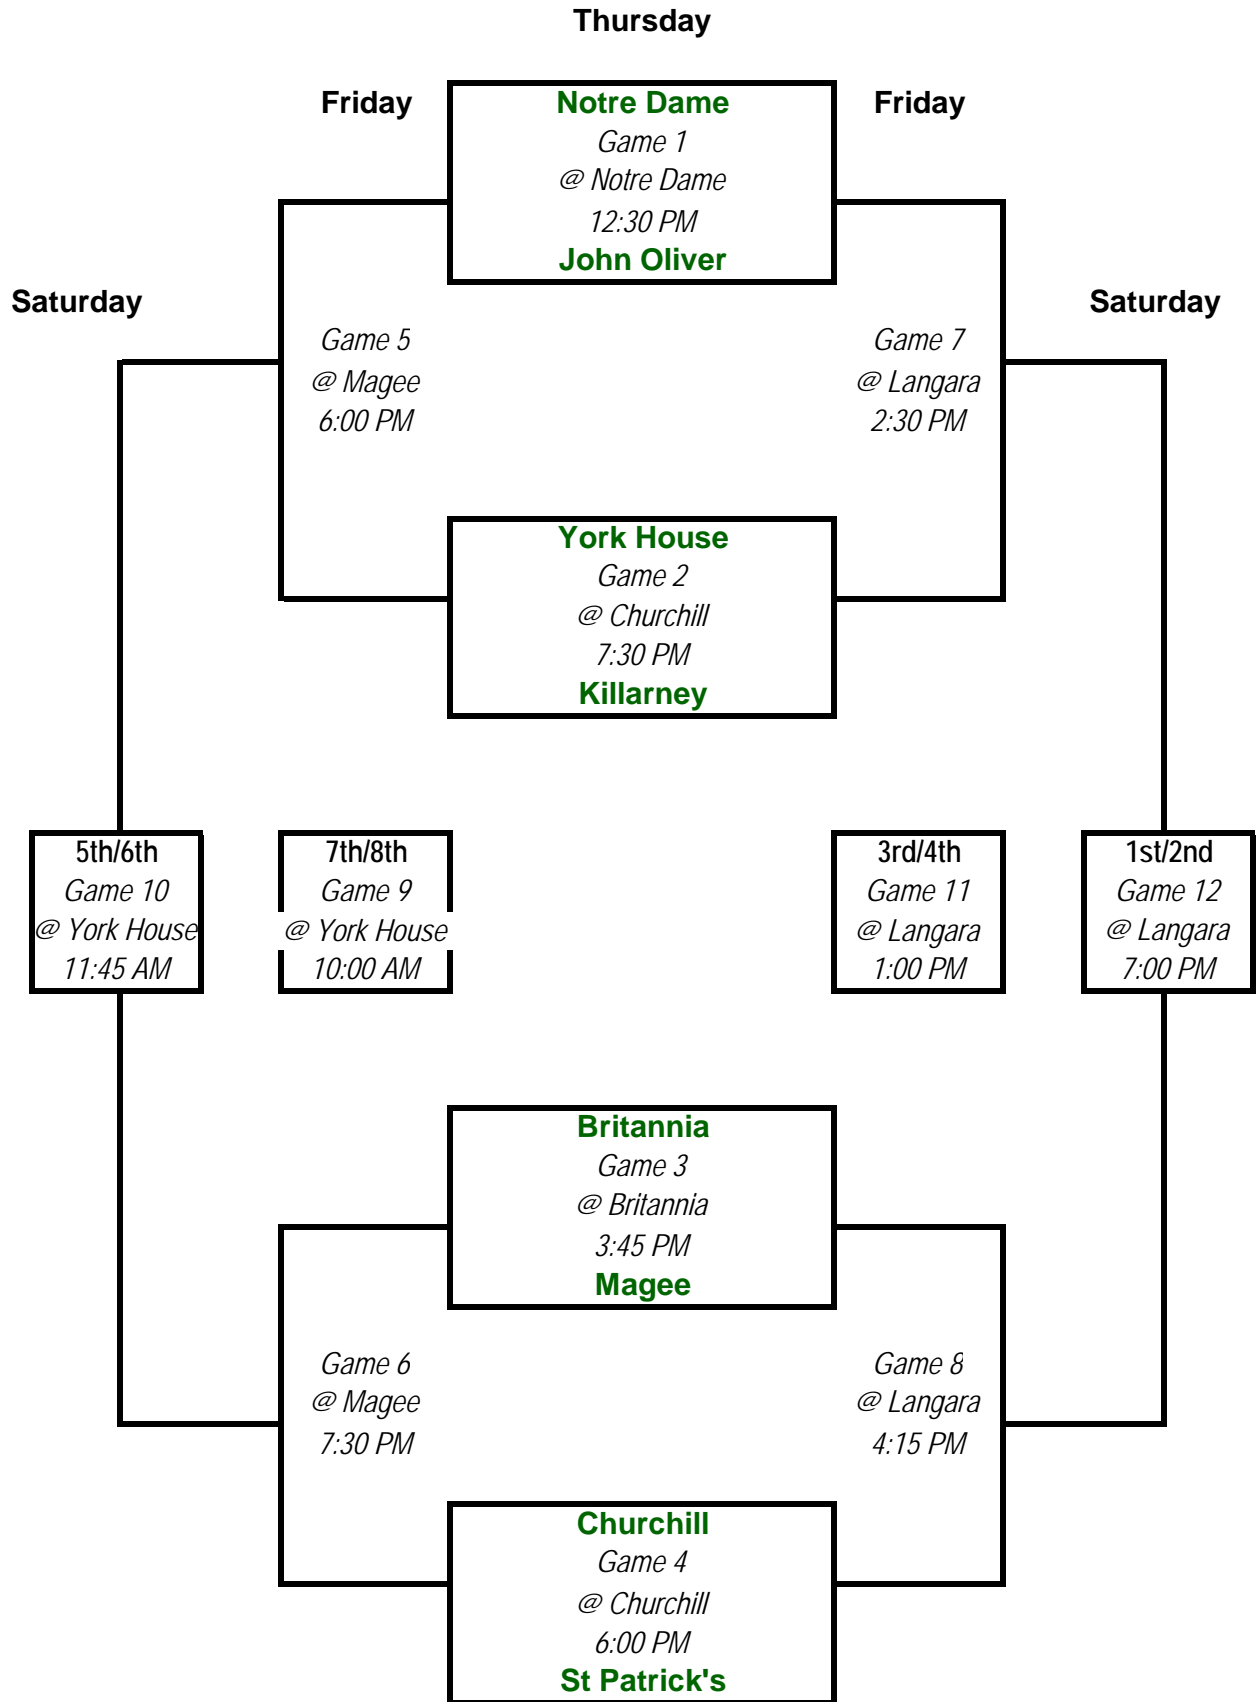 Thursday
Friday
Notre Dame
Friday
Game 1
@ Notre Dame
12:30 PM
John Oliver
Saturday
Saturday
Game 5
@ Magee
6:00 PM
Game 7
@ Langara
2:30 PM
York House
Game 2
@ Churchill
7:30 PM
Killarney
5th/6th
Game 10
@ York House
11:45 AM
7th/8th
Game 9
@ York House
10:00 AM
3rd/4th
Game 11
@ Langara
1:00 PM
1st/2nd
Game 12
@ Langara
7:00 PM
Britannia
Game 3
@ Britannia
3:45 PM
Magee
Game 6
@ Magee
7:30 PM
Game 8
@ Langara
4:15 PM
Churchill
Game 4
@ Churchill
6:00 PM
St Patrick's